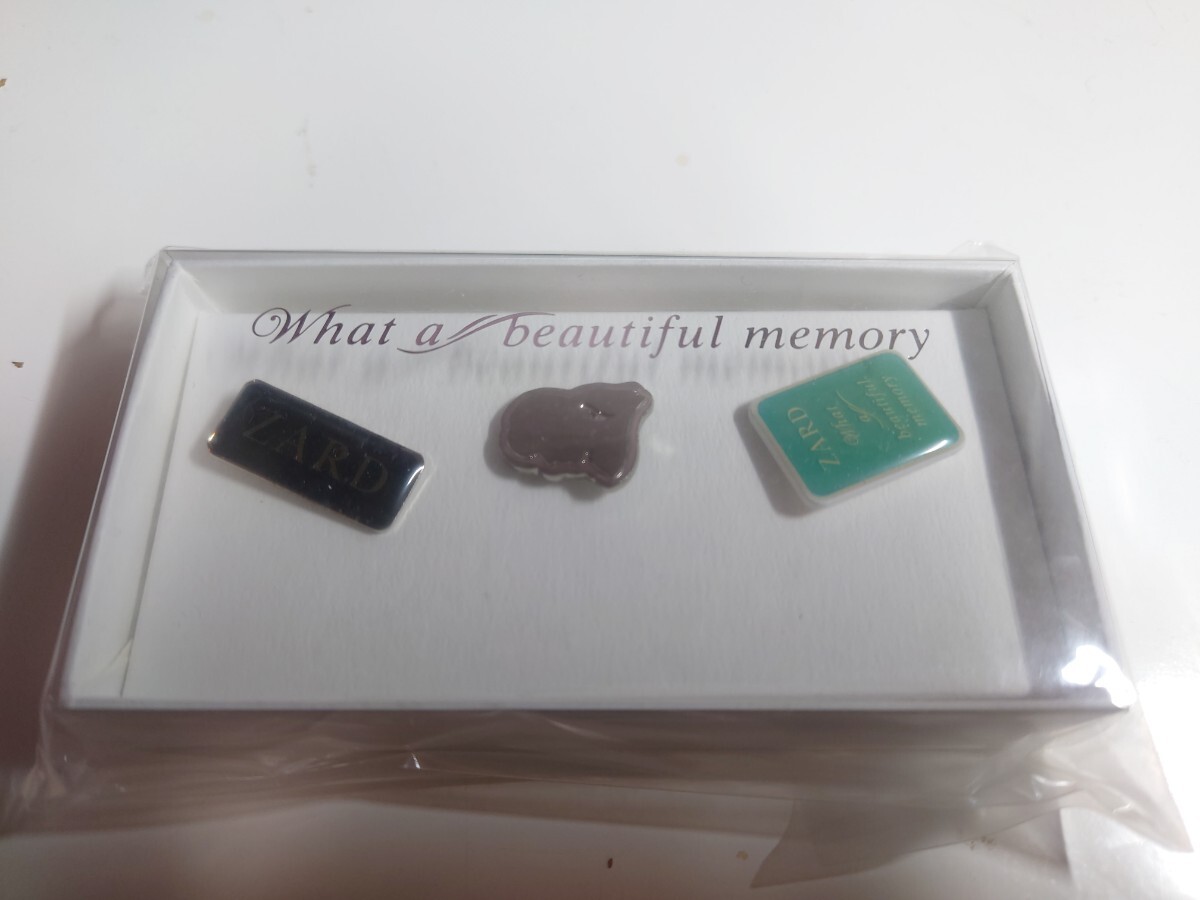 What a beautiful memory
ZARD
ZARD
What
a
beautiful
memory